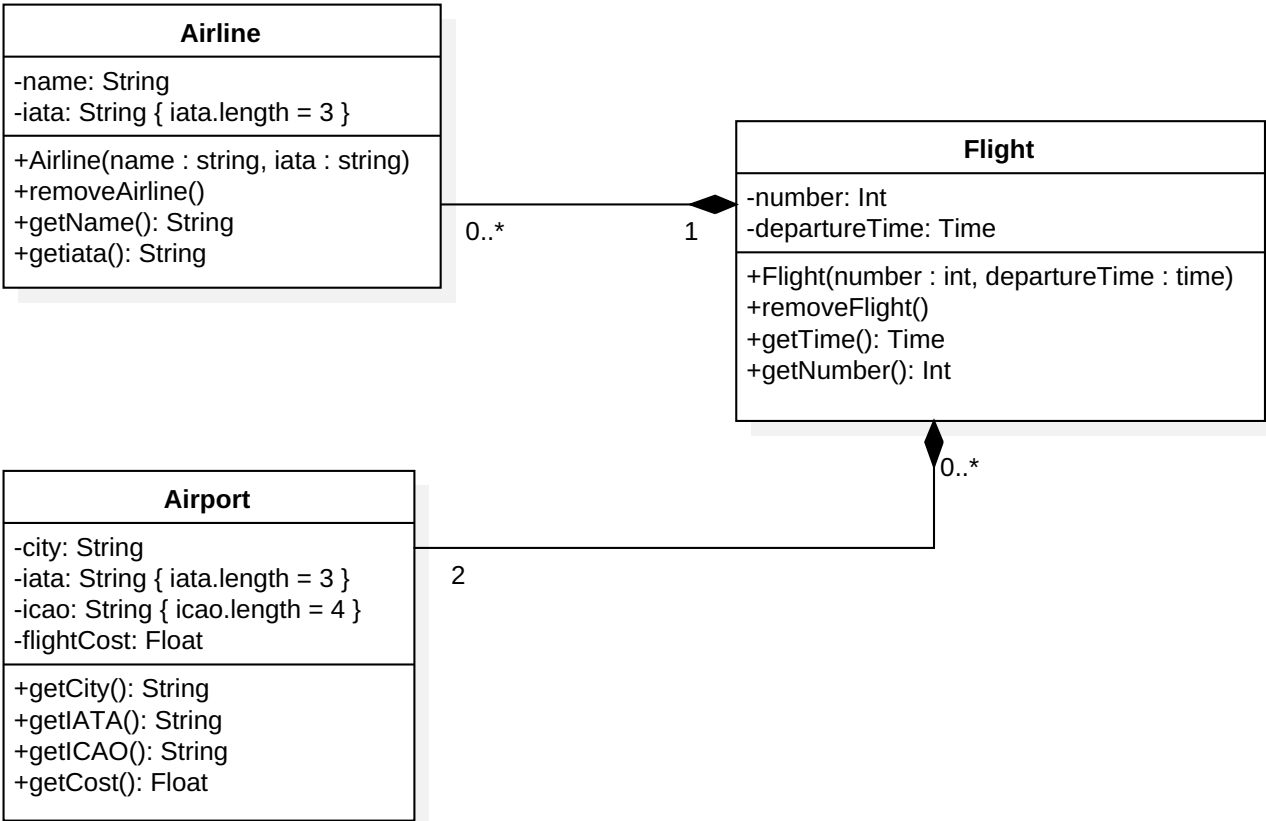 Airline
-name: String
-iata: String { iata.length = 3 }
+Airline(name : string, iata : string)
+removeAirline()
+getName(): String
+getiata(): String
0..*
1
Flight
-number: Int
-departureTime: Time
+Flight(number : int, departureTime : time)
+removeFlight()
+getTime(): Time
+getNumber(): Int
0..*
2
Airport
-city: String
-iata: String { iata.length = 3 }
-icao: String { icao.length = 4 }
-flightCost: Float
+getCity(): String
+getIATA(): String
+getICAO(): String
+getCost(): Float